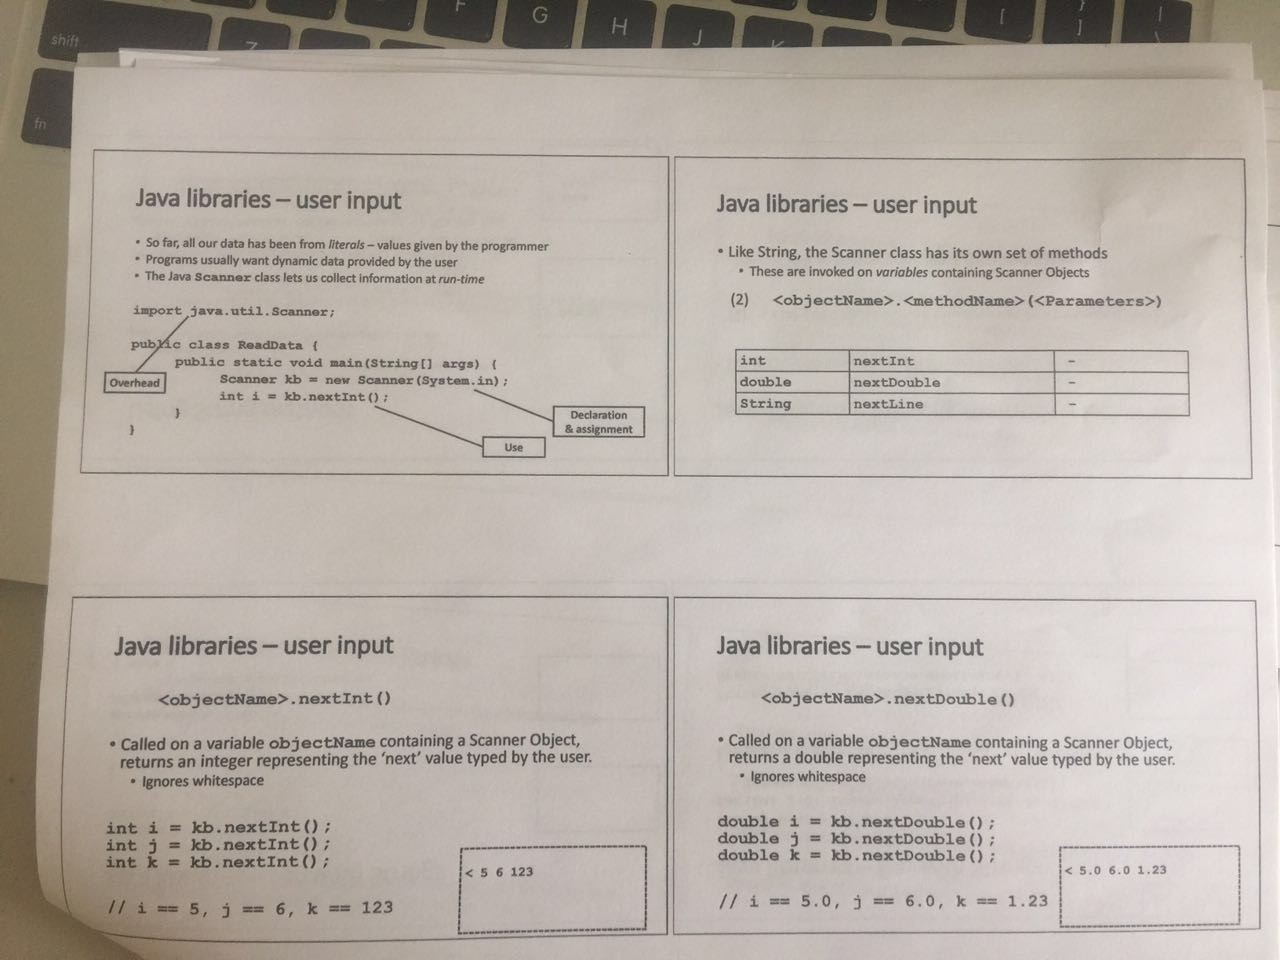 shift
Z
F
G
H
J
K
[
}
]
|
\
fn
Java libraries – user input
• So far, all our data has been from literals – values given by the programmer
• Programs usually want dynamic data provided by the user
• The Java Scanner class lets us collect information at run-time
import java.util.Scanner;
public class ReadData {
public static void main(String[] args) {
Overhead
Scanner kb = new Scanner(System.in);
int i = kb.nextInt();
}
}
Declaration
& assignment
Use
Java libraries – user input
• Like String, the Scanner class has its own set of methods
• These are invoked on variables containing Scanner Objects
(2) <objectName>.<methodName>(<Parameters>)
int nextInt –
double nextDouble –
String nextLine –
Java libraries – user input
<objectName>.nextInt()
• Called on a variable objectName containing a Scanner Object,
returns an integer representing the ‘next’ value typed by the user.
• Ignores whitespace
int i = kb.nextInt();
int j = kb.nextInt();
int k = kb.nextInt();
< 5 6 123
// i == 5, j == 6, k == 123
Java libraries – user input
<objectName>.nextDouble()
• Called on a variable objectName containing a Scanner Object,
returns a double representing the ‘next’ value typed by the user.
• Ignores whitespace
double i = kb.nextDouble();
double j = kb.nextDouble();
double k = kb.nextDouble();
< 5.0 6.0 1.23
// i == 5.0, j == 6.0, k == 1.23